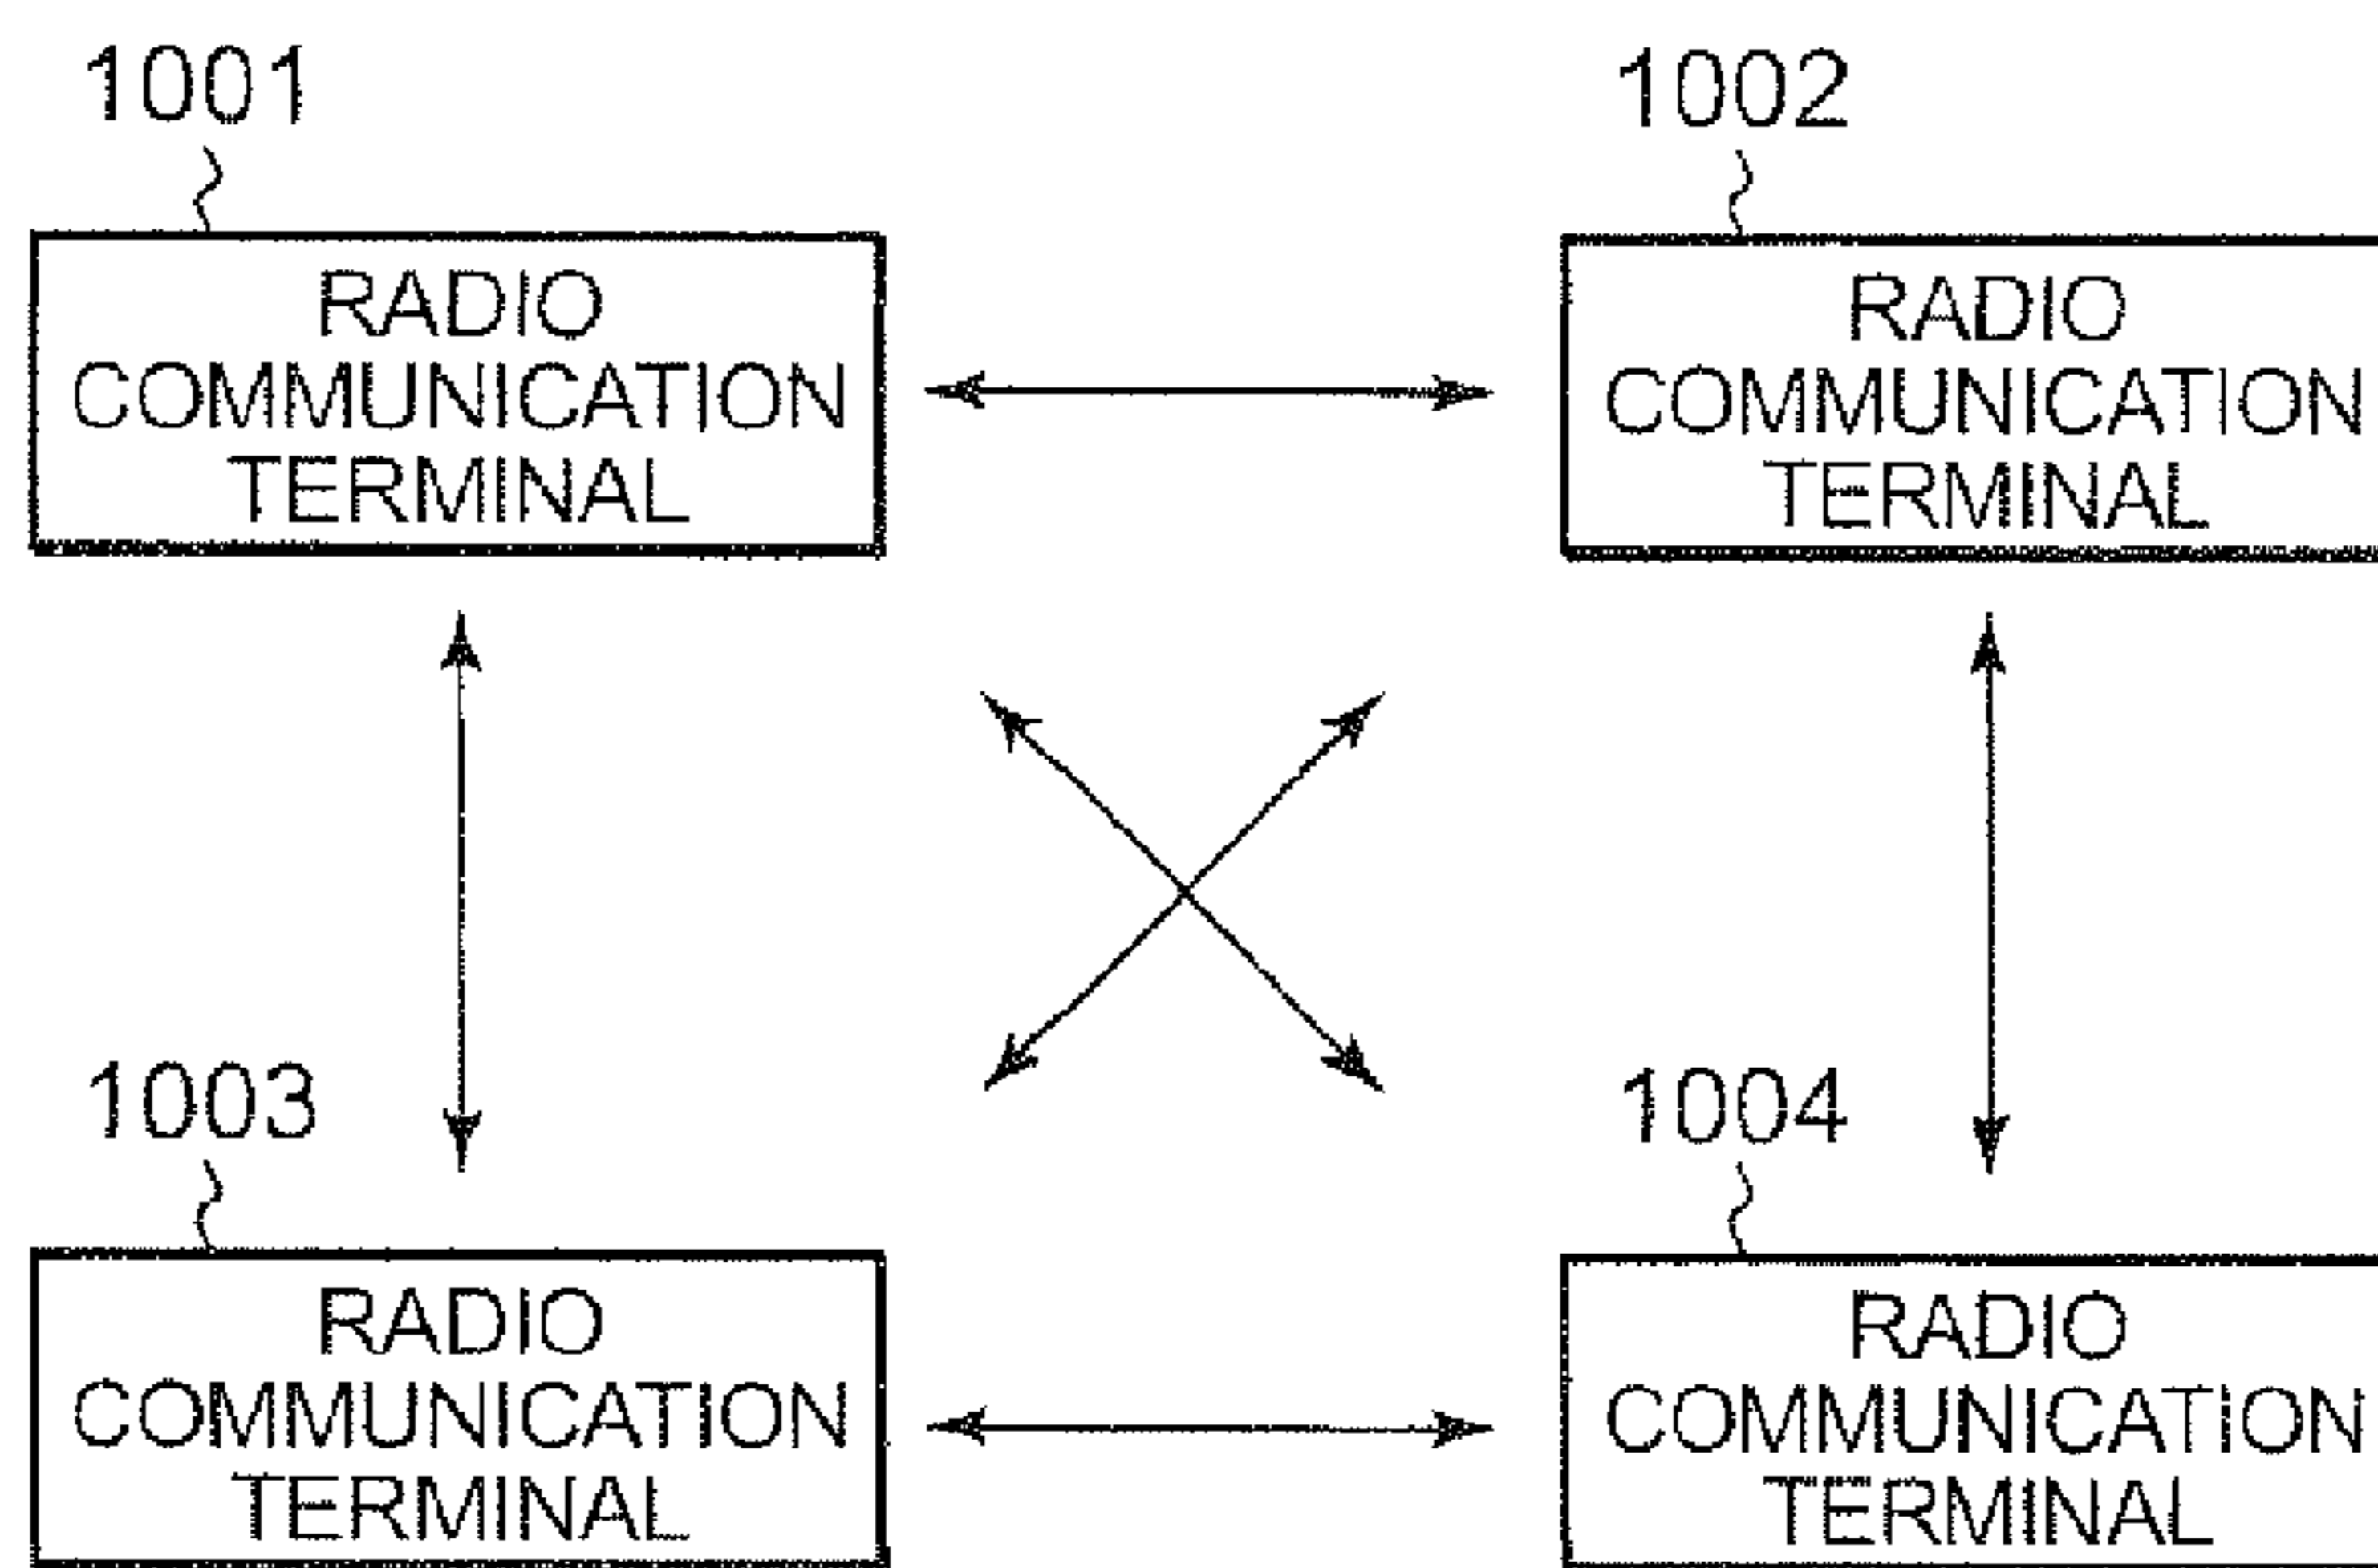 1001
RADIO
COMMUNICATION
TERMINAL
1002
RADIO
COMMUNICATION
TERMINAL
1003
RADIO
COMMUNICATION
TERMINAL
1004
RADIO
COMMUNICATION
TERMINAL